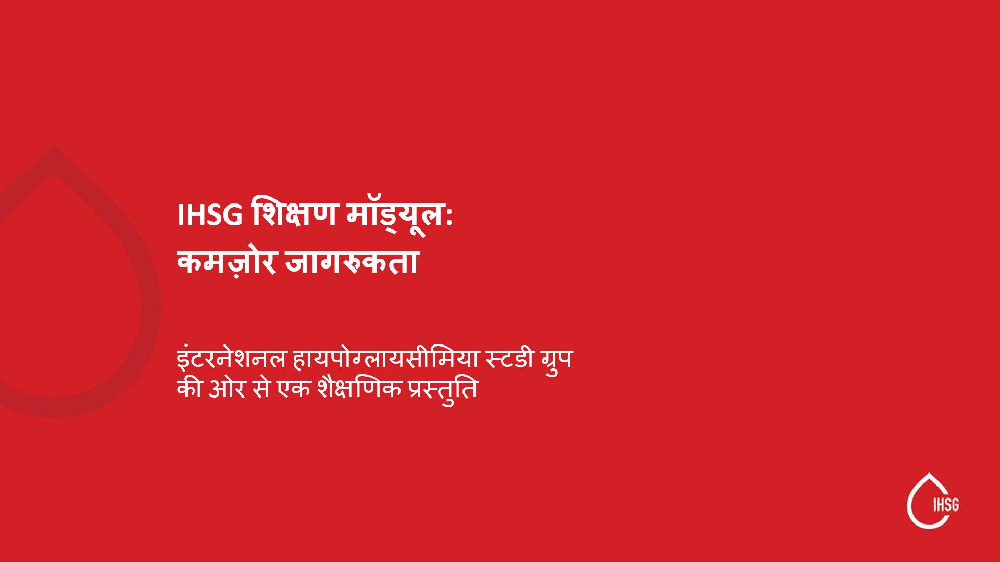 IHSG शिक्षण मॉड्यूल:
कमज़ोर जागरुकता
इंटरनेशनल हायपोग्लायसीमिया स्टडी ग्रुप
की ओर से एक शैक्षणिक प्रस्तुति
IHSG